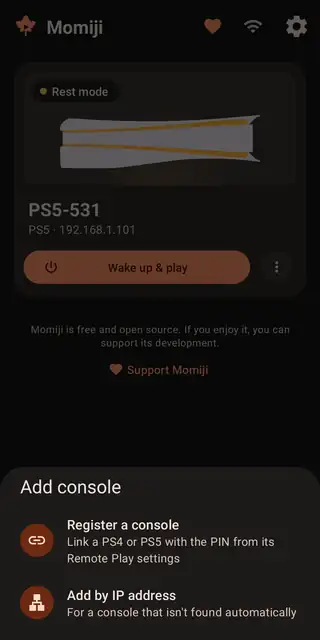 Momiji
Rest mode
PS5-531
PS5 · 192.168.1.101
Wake up & play
Momiji is free and open source. If you enjoy it, you can
support its development.
Support Momiji
Add console
Register a console
Link a PS4 or PS5 with the PIN from its
Remote Play settings
Add by IP address
For a console that isn't found automatically